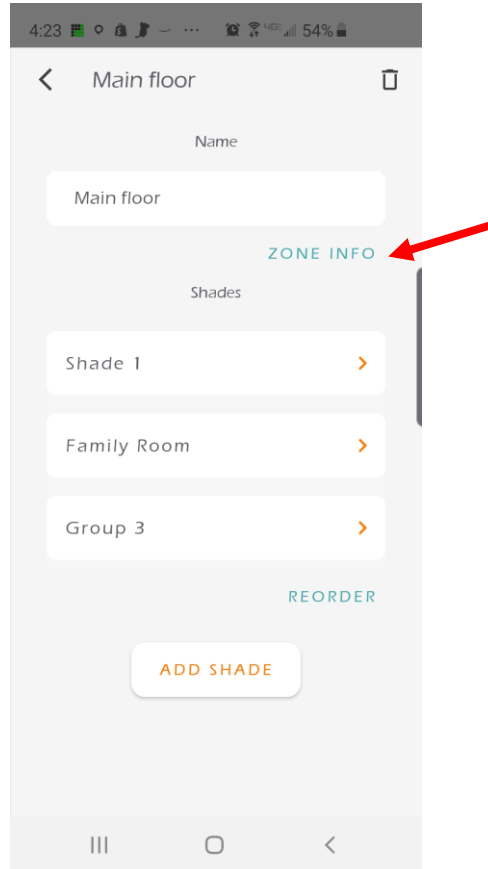 4:23 54%
Main floor
Name
Main floor
ZONE INFO
Shades
Shade 1
Family Room
Group 3
REORDER
ADD SHADE